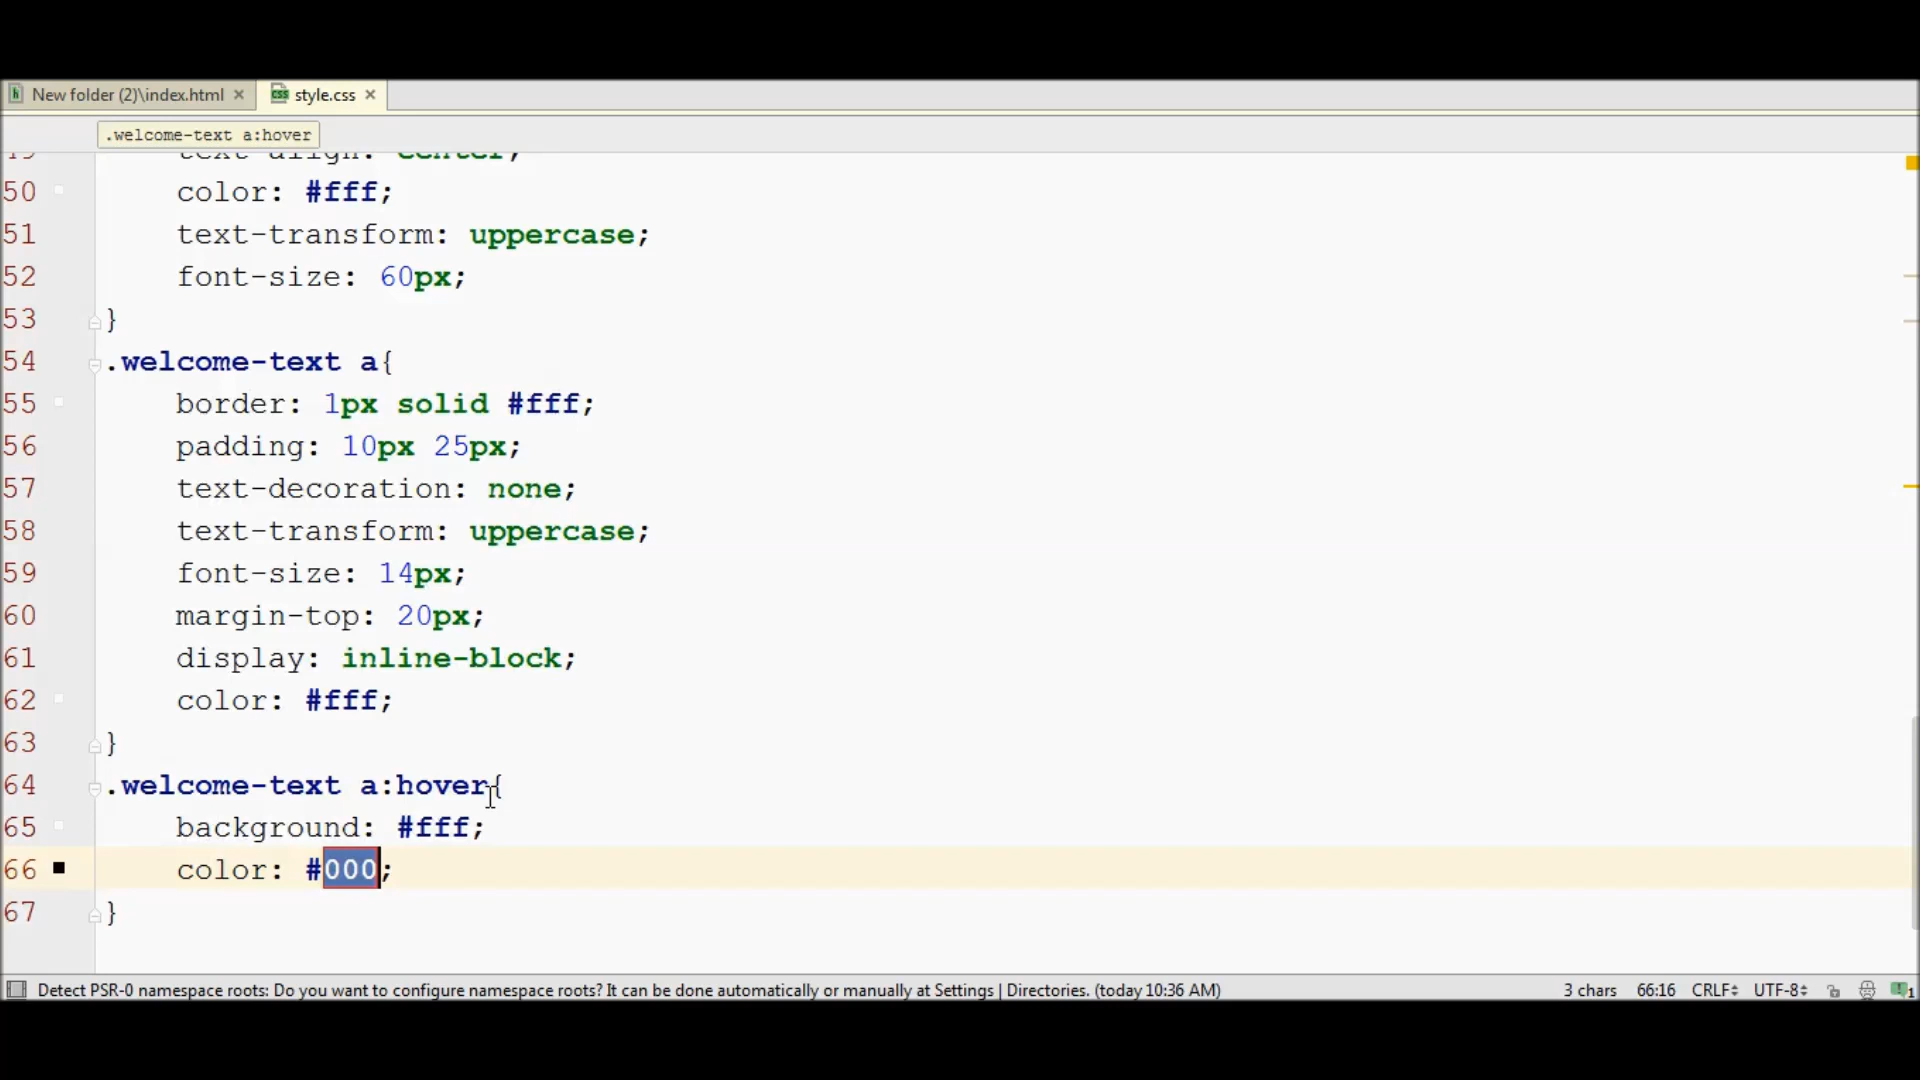 New folder (2)\index.html
style.css
.welcome-text a:hover
49 text-align: center;
50 color: #fff;
51 text-transform: uppercase;
52 font-size: 60px;
53 }
54 .welcome-text a{
55 border: 1px solid #fff;
56 padding: 10px 25px;
57 text-decoration: none;
58 text-transform: uppercase;
59 font-size: 14px;
60 margin-top: 20px;
61 display: inline-block;
62 color: #fff;
63 }
64 .welcome-text a:hover{
65 background: #fff;
66 color: #000;
67 }
Detect PSR-0 namespace roots: Do you want to configure namespace roots? It can be done automatically or manually at Settings | Directories. (today 10:36 AM) 3 chars 66:16 CRLF UTF-8 1